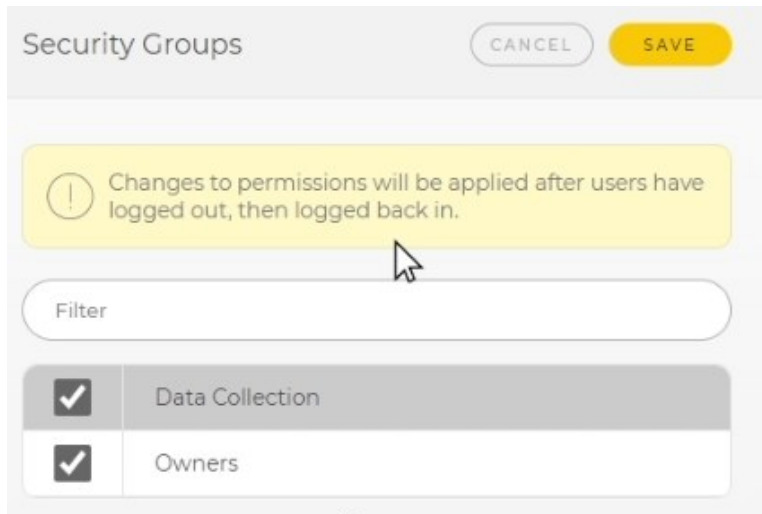 Security Groups
CANCEL
SAVE
Changes to permissions will be applied after users have
logged out, then logged back in.
Filter
Data Collection
Owners